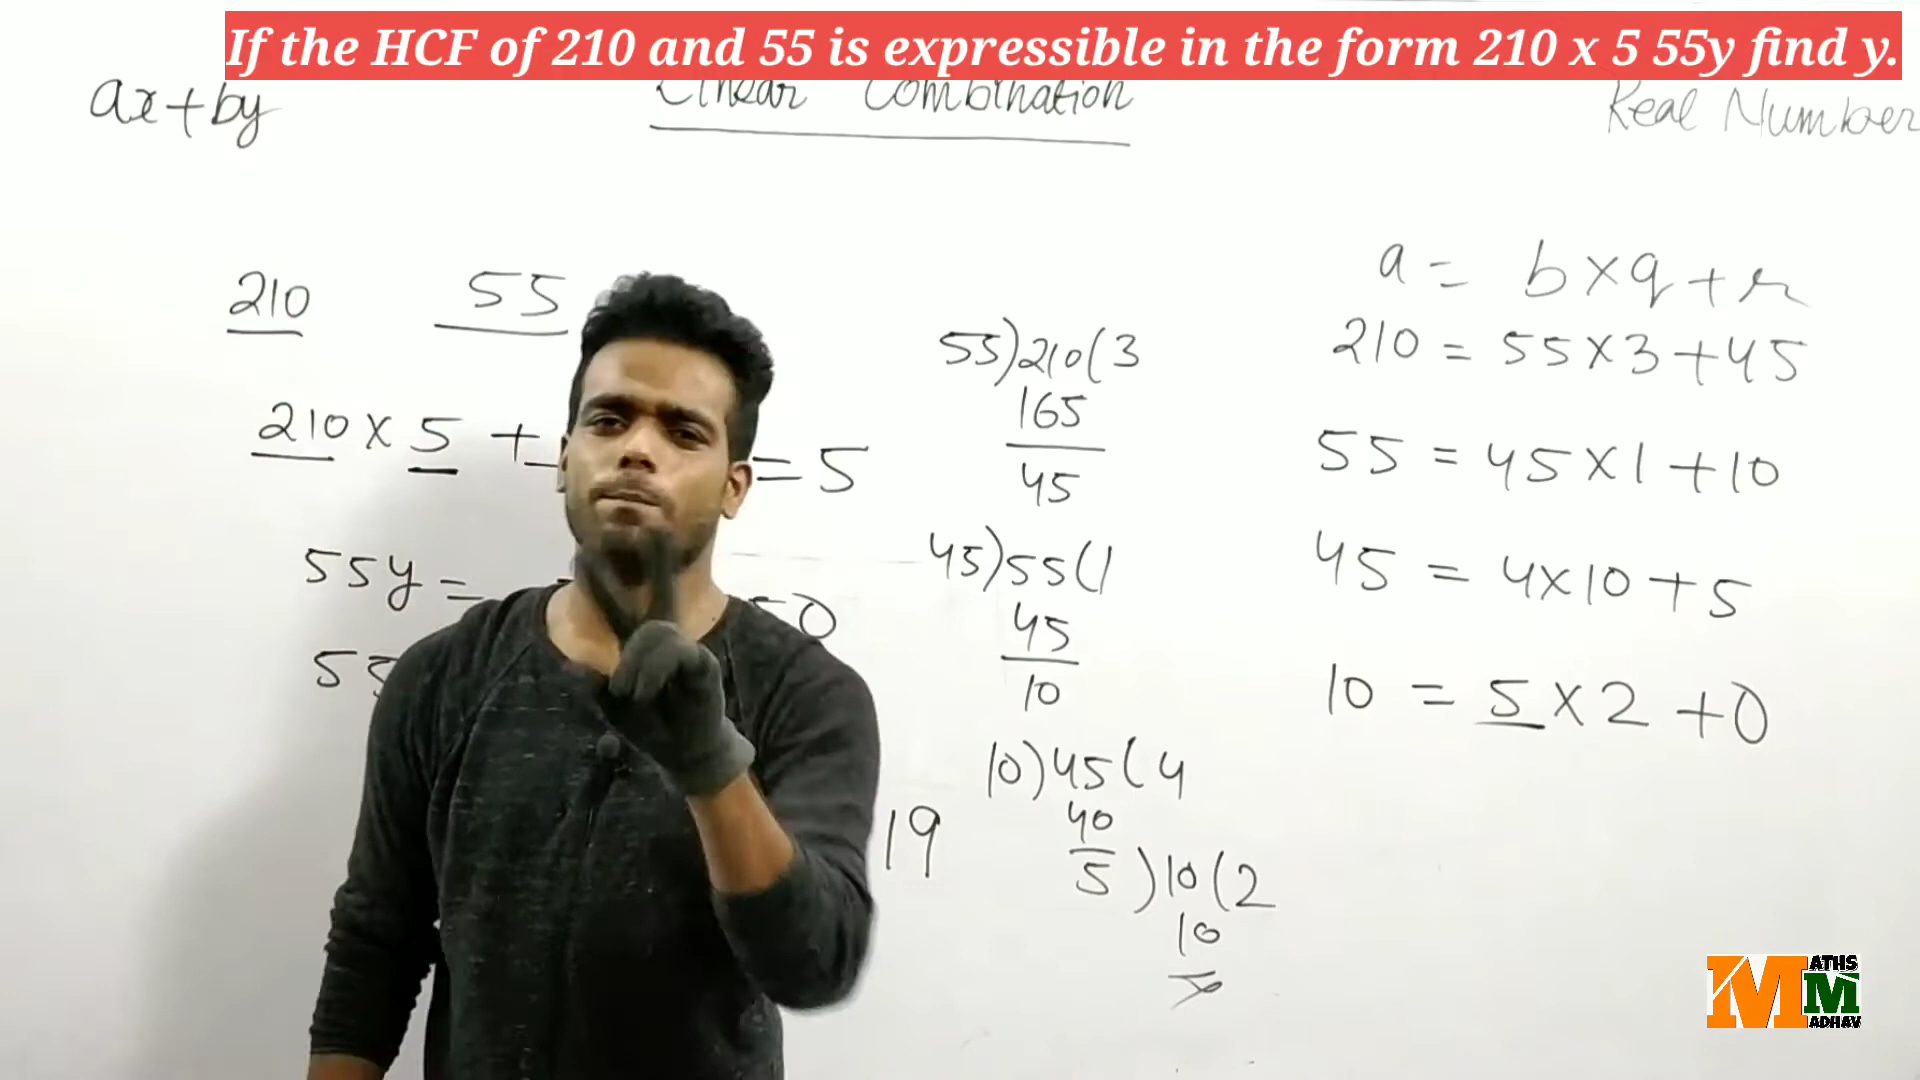 If the HCF of 210 and 55 is expressible in the form 210 x 5 55y find y.
ax+by
Linear Combination
Real Number
210 55
210 x 5 + = 5
55y =
0
55
55)210(3
165
45
45)55(1
45
10
10)45(4
40
5)10(2
10
19
a = b x q + r
210 = 55 x 3 + 45
55 = 45 x 1 + 10
45 = 4 x 10 + 5
10 = 5 x 2 + 0
MATHS
MADHAV